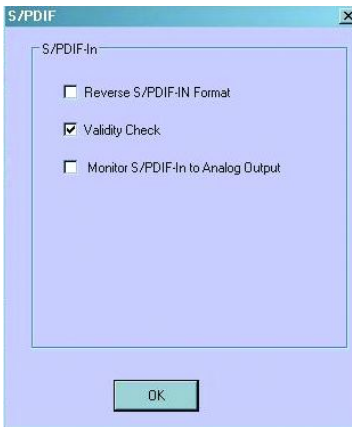 S/PDIF
S/PDIF-In
Reverse S/PDIF-IN Format
Validity Check
Monitor S/PDIF-In to Analog Output
OK